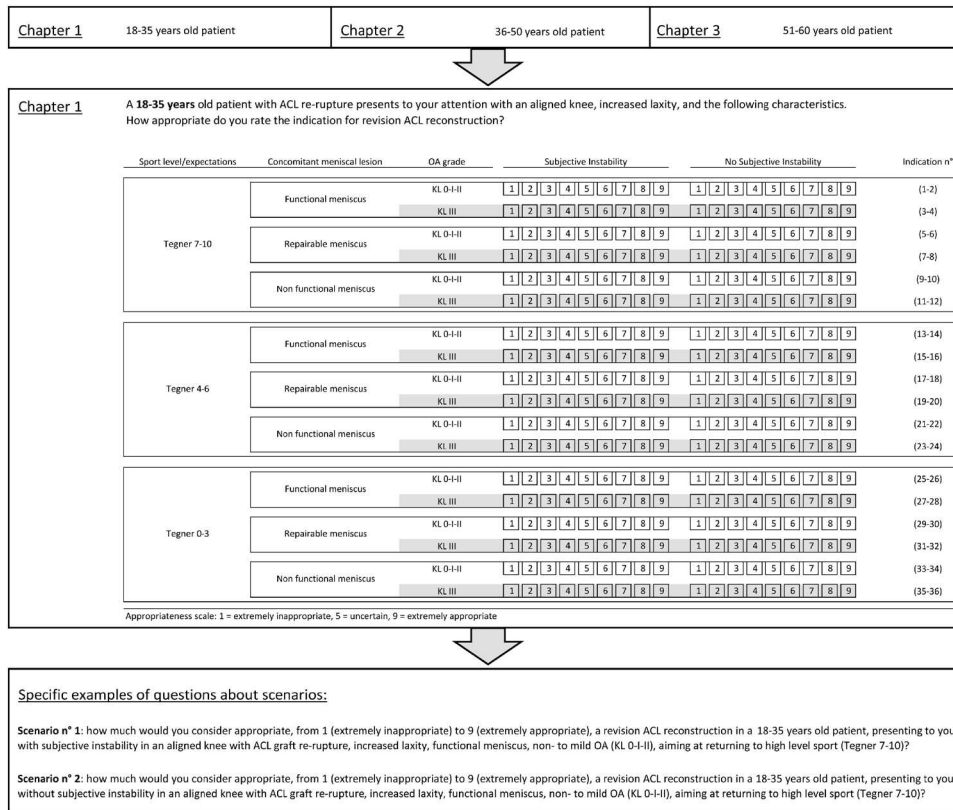 Chapter 1 18-35 years old patient Chapter 2 36-50 years old patient Chapter 3 51-60 years old patient
Chapter 1 A 18-35 years old patient with ACL re-rupture presents to your attention with an aligned knee, increased laxity, and the following characteristics.
How appropriate do you rate the indication for revision ACL reconstruction?
Sport level/expectations Concomitant meniscal lesion OA grade Subjective Instability No Subjective Instability Indication n°
Tegner 7-10
Functional meniscus
KL 0-I-II 1 2 3 4 5 6 7 8 9 1 2 3 4 5 6 7 8 9 (1-2)
KL III 1 2 3 4 5 6 7 8 9 1 2 3 4 5 6 7 8 9 (3-4)
Repairable meniscus
KL 0-I-II 1 2 3 4 5 6 7 8 9 1 2 3 4 5 6 7 8 9 (5-6)
KL III 1 2 3 4 5 6 7 8 9 1 2 3 4 5 6 7 8 9 (7-8)
Non functional meniscus
KL 0-I-II 1 2 3 4 5 6 7 8 9 1 2 3 4 5 6 7 8 9 (9-10)
KL III 1 2 3 4 5 6 7 8 9 1 2 3 4 5 6 7 8 9 (11-12)
Tegner 4-6
Functional meniscus
KL 0-I-II 1 2 3 4 5 6 7 8 9 1 2 3 4 5 6 7 8 9 (13-14)
KL III 1 2 3 4 5 6 7 8 9 1 2 3 4 5 6 7 8 9 (15-16)
Repairable meniscus
KL 0-I-II 1 2 3 4 5 6 7 8 9 1 2 3 4 5 6 7 8 9 (17-18)
KL III 1 2 3 4 5 6 7 8 9 1 2 3 4 5 6 7 8 9 (19-20)
Non functional meniscus
KL 0-I-II 1 2 3 4 5 6 7 8 9 1 2 3 4 5 6 7 8 9 (21-22)
KL III 1 2 3 4 5 6 7 8 9 1 2 3 4 5 6 7 8 9 (23-24)
Tegner 0-3
Functional meniscus
KL 0-I-II 1 2 3 4 5 6 7 8 9 1 2 3 4 5 6 7 8 9 (25-26)
KL III 1 2 3 4 5 6 7 8 9 1 2 3 4 5 6 7 8 9 (27-28)
Repairable meniscus
KL 0-I-II 1 2 3 4 5 6 7 8 9 1 2 3 4 5 6 7 8 9 (29-30)
KL III 1 2 3 4 5 6 7 8 9 1 2 3 4 5 6 7 8 9 (31-32)
Non functional meniscus
KL 0-I-II 1 2 3 4 5 6 7 8 9 1 2 3 4 5 6 7 8 9 (33-34)
KL III 1 2 3 4 5 6 7 8 9 1 2 3 4 5 6 7 8 9 (35-36)
Appropriateness scale: 1 = extremely inappropriate, 5 = uncertain, 9 = extremely appropriate
Specific examples of questions about scenarios:
Scenario n° 1: how much would you consider appropriate, from 1 (extremely inappropriate) to 9 (extremely appropriate), a revision ACL reconstruction in a 18-35 years old patient, presenting to you
with subjective instability in an aligned knee with ACL graft re-rupture, increased laxity, functional meniscus, non- to mild OA (KL 0-I-II), aiming at returning to high level sport (Tegner 7-10)?
Scenario n° 2: how much would you consider appropriate, from 1 (extremely inappropriate) to 9 (extremely appropriate), a revision ACL reconstruction in a 18-35 years old patient, presenting to you
without subjective instability in an aligned knee with ACL graft re-rupture, increased laxity, functional meniscus, non- to mild OA (KL 0-I-II), aiming at returning to high level sport (Tegner 7-10)?